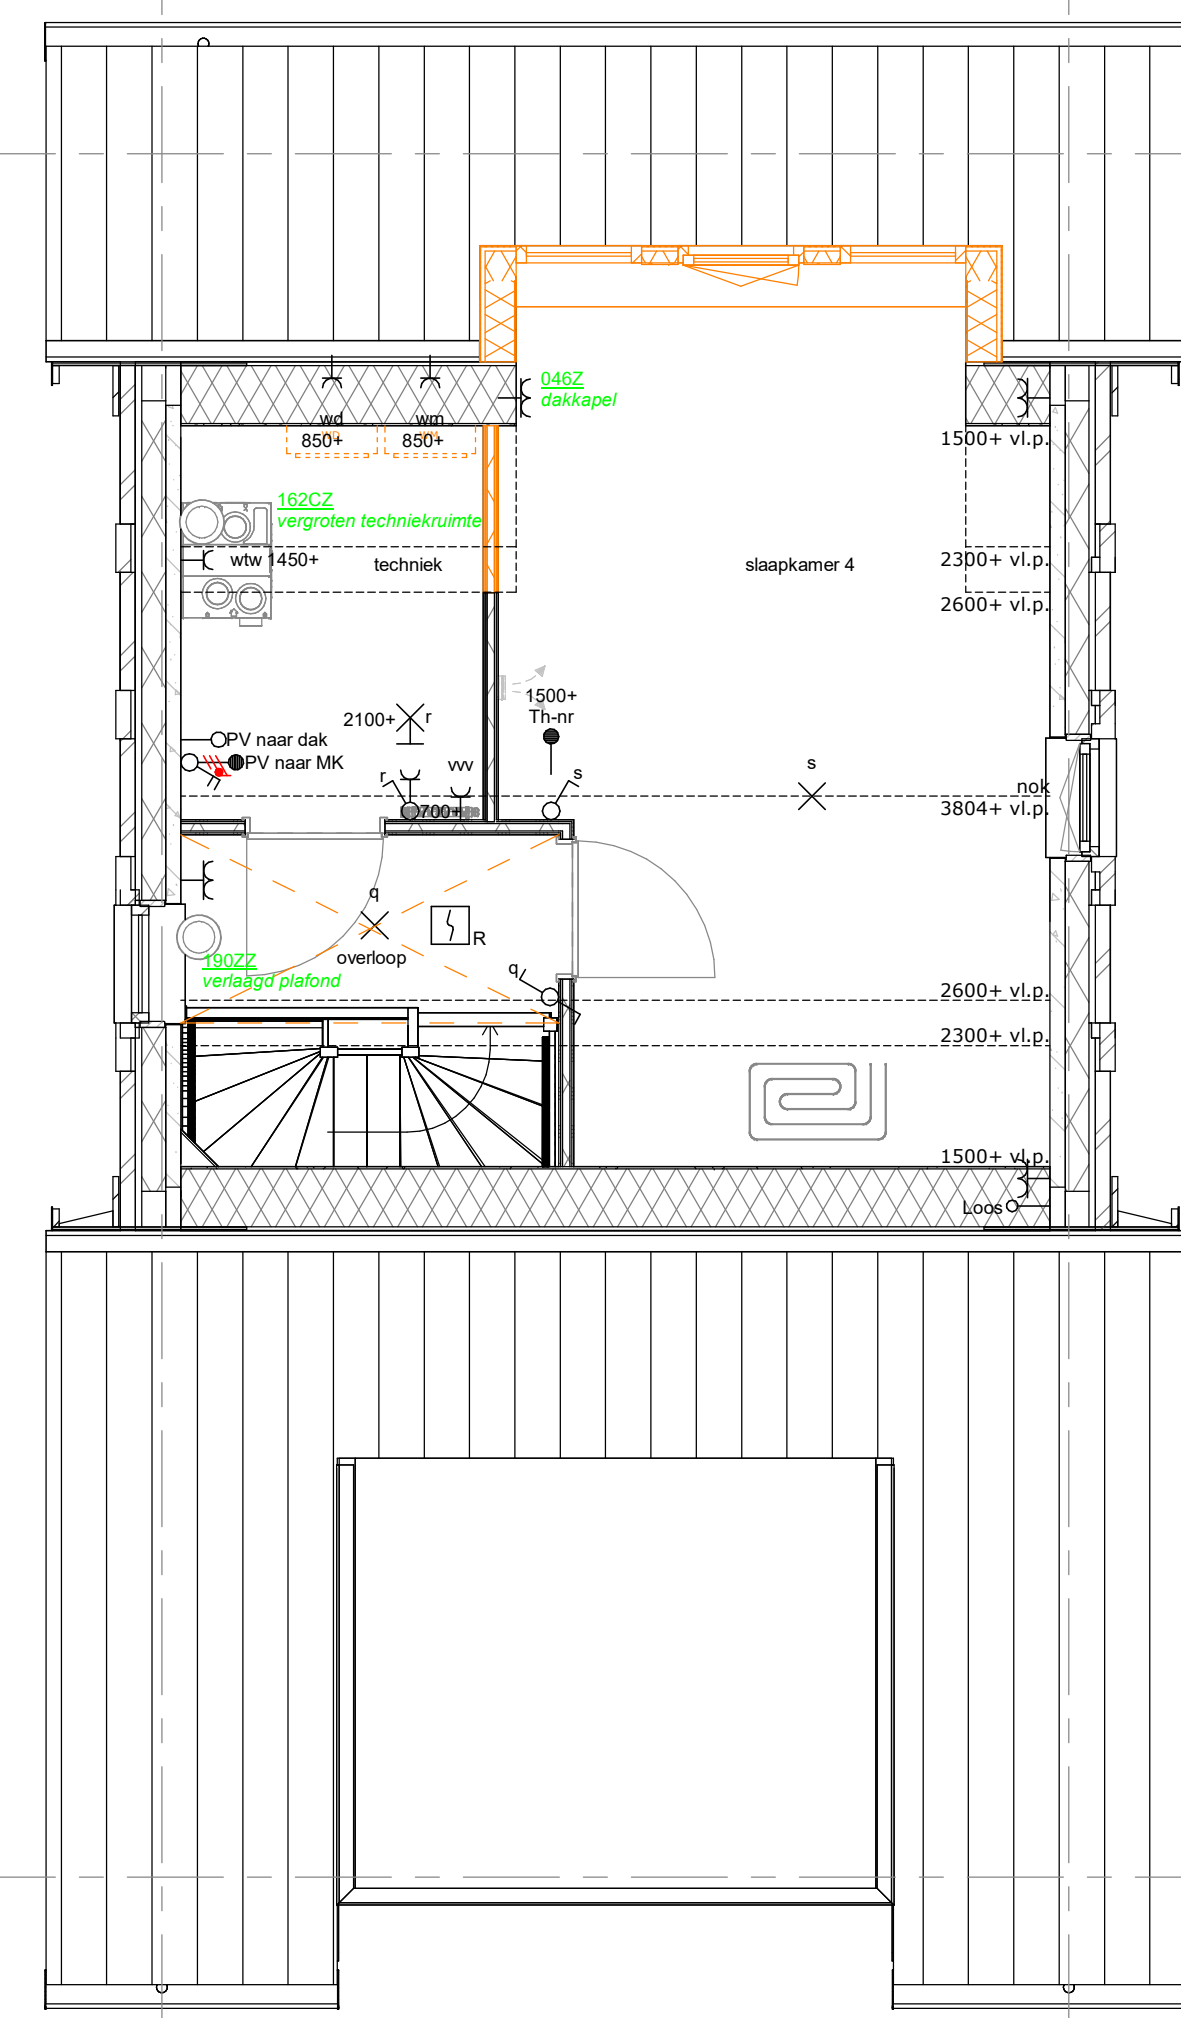 046Z
dakkapel
wd
wm
850+
850+
1500+ vl.p.
162CZ
vergroten techniekruimte
wtw 1450+
techniek
slaapkamer 4
2300+ vl.p.
2600+ vl.p.
1500+
Th-nr
2100+
r
PV naar dak
PV naar MK
r
vvv
s
s
nok
3804+ vl.p.
700+
q
R
overloop
190ZZ
verlaagd plafond
q
2600+ vl.p.
2300+ vl.p.
1500+ vl.p.
Loos